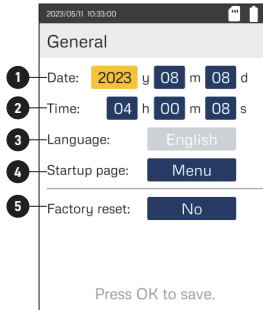 2023/05/11 10:33:00
General
1 Date: 2023 y 08 m 08 d
2 Time: 04 h 00 m 08 s
3 Language: English
4 Startup page: Menu
5 Factory reset: No
Press OK to save.